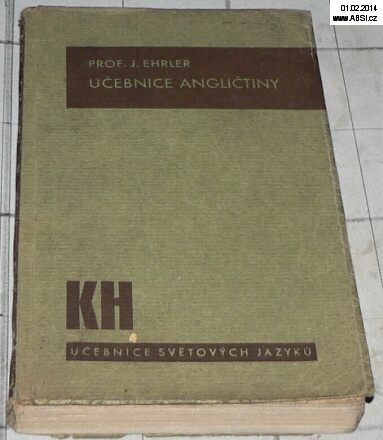 01.02.2014
www.ABSI.cz
PROF. J. EHRLER
UČEBNICE ANGLIČTINY
KH
UČEBNICE SVĚTOVÝCH JAZYKŮ